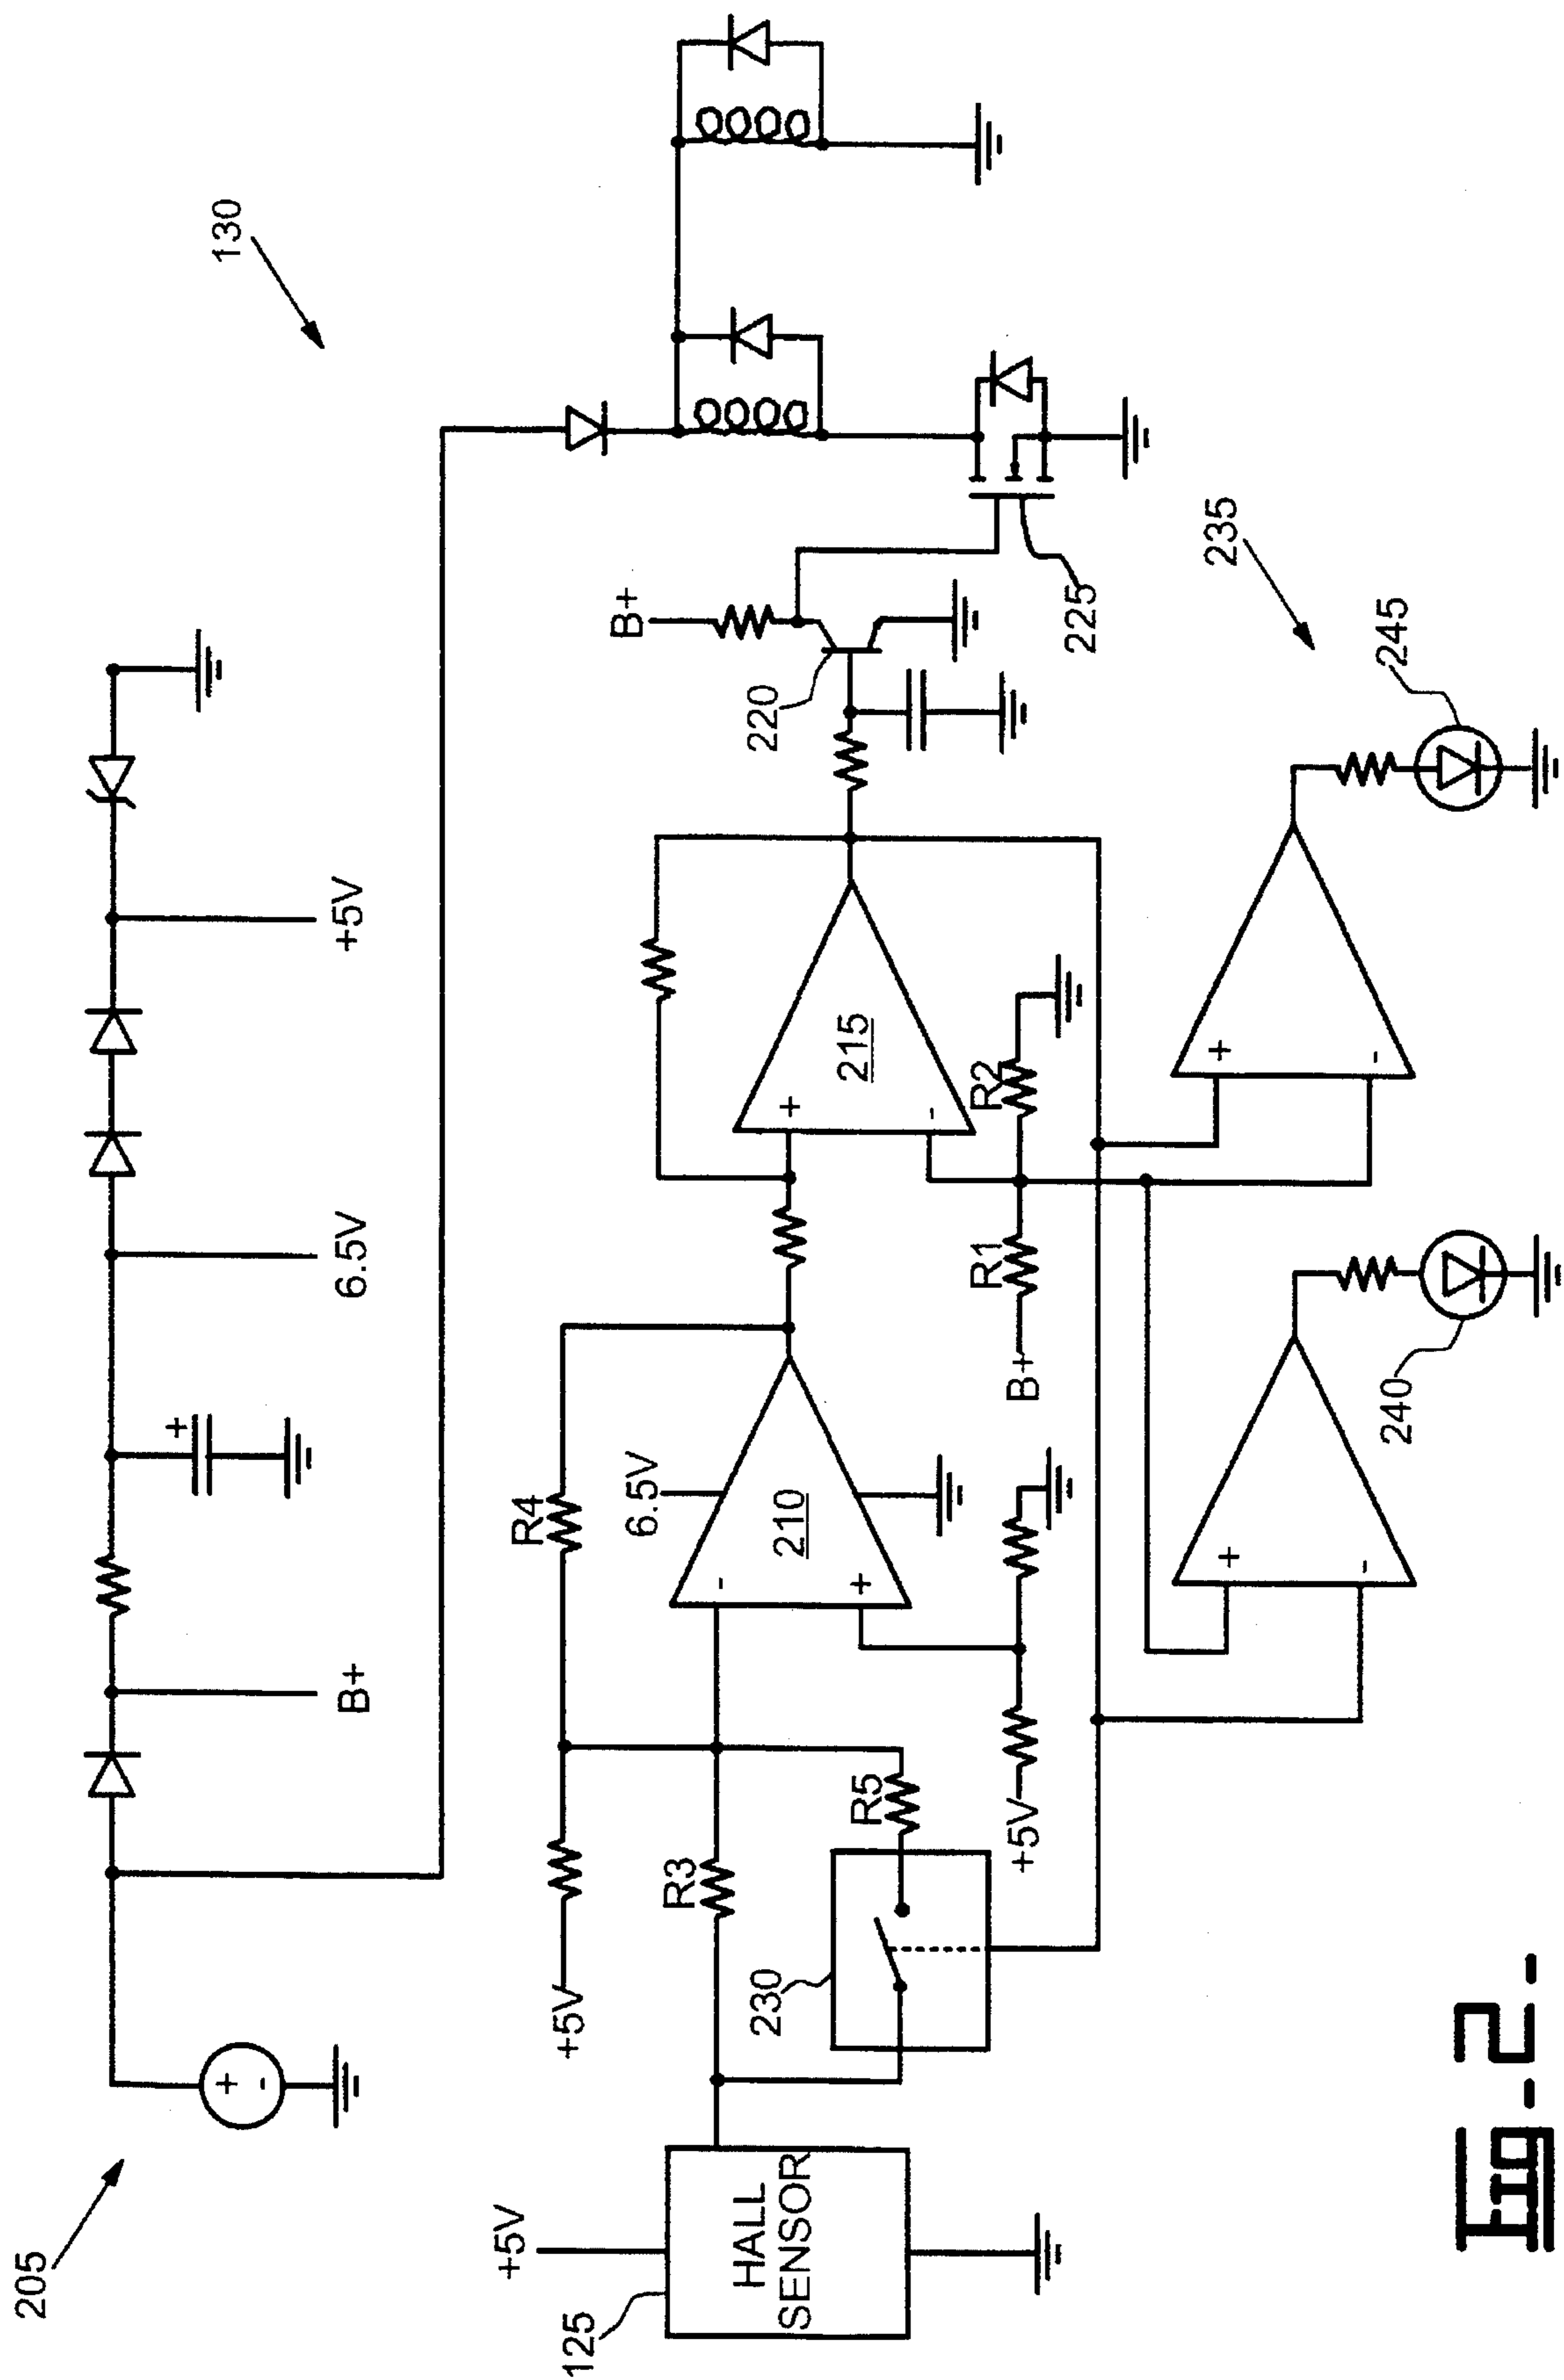 130
205
B+
6.5V
+5V
+5V
125
HALL
SENSOR
+5V
R3
230
R5
R4
6.5V
-
210
+
+5V
B+
R1
R2
+
215
-
220
B+
225
235
+
-
240
+
-
245
+
-
+
Fig-2-